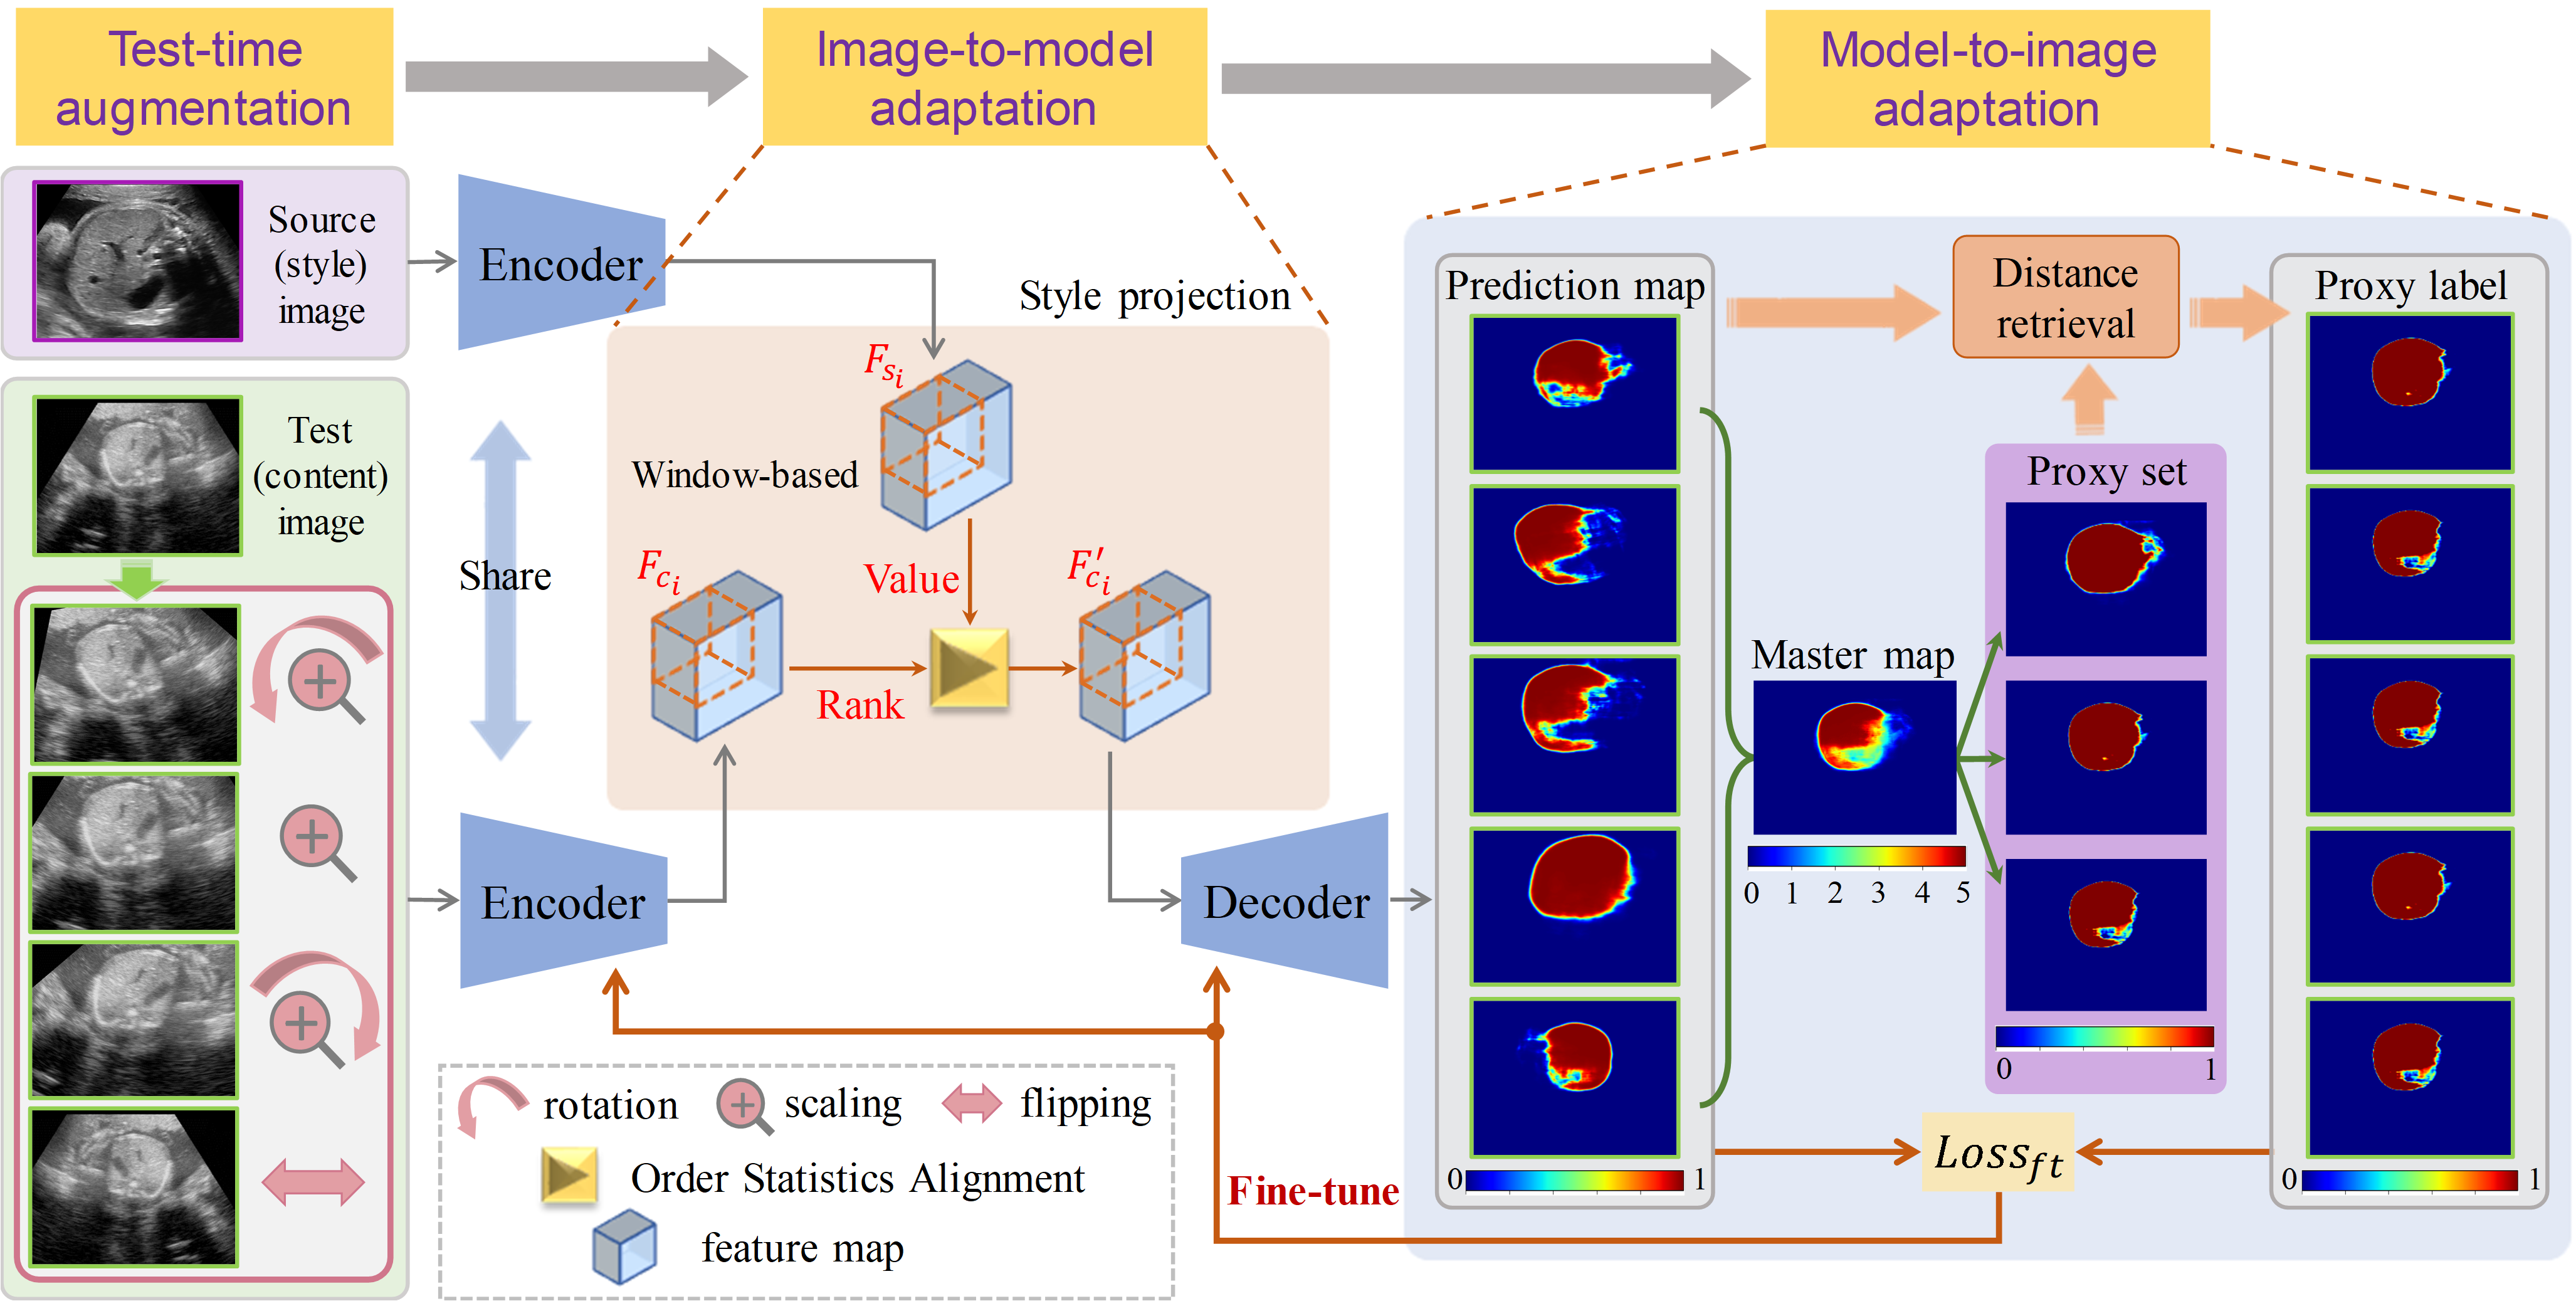 Test-time
augmentation
Image-to-model
adaptation
Model-to-image
adaptation
Source
(style)
image
Encoder
Style projection
Test
(content)
image
Share
Window-based
F_{s_i}
F_{c_i}
Value
F'_{c_i}
Rank
Encoder
Decoder
Prediction map
0 1
Master map
0 1 2 3 4 5
Distance
retrieval
Proxy set
0 1
Proxy label
0 1
Loss_{ft}
Fine-tune
rotation
scaling
flipping
Order Statistics Alignment
feature map